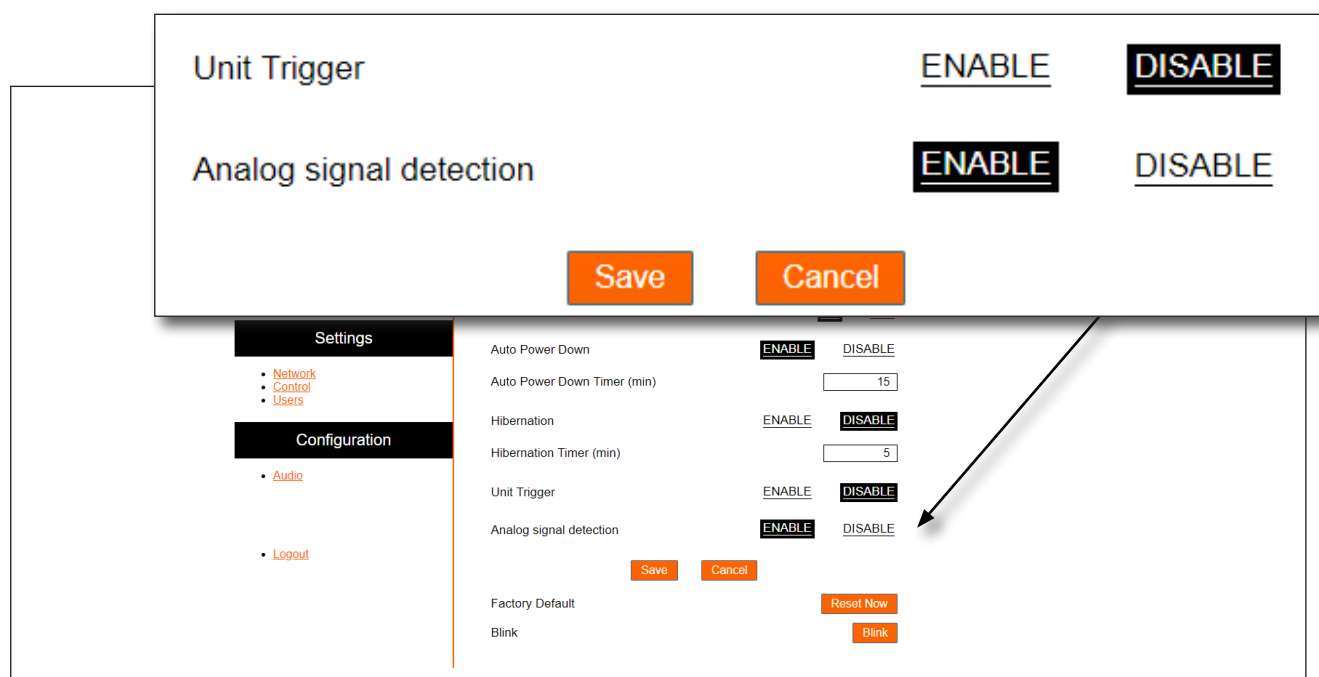 Unit Trigger ENABLE DISABLE
Analog signal detection ENABLE DISABLE
Save Cancel
Settings
Network
Control
Users
Configuration
Audio
Logout
Auto Power Down ENABLE DISABLE
Auto Power Down Timer (min) 15
Hibernation ENABLE DISABLE
Hibernation Timer (min) 5
Unit Trigger ENABLE DISABLE
Analog signal detection ENABLE DISABLE
Save Cancel
Factory Default Reset Now
Blink Blink